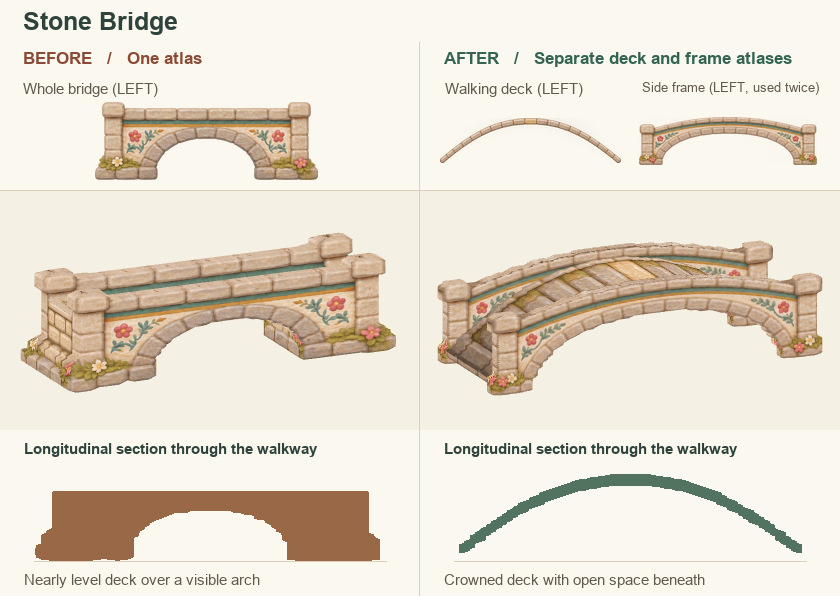 Stone Bridge
BEFORE / One atlas
Whole bridge (LEFT)
AFTER / Separate deck and frame atlases
Walking deck (LEFT)
Side frame (LEFT, used twice)
Longitudinal section through the walkway
Nearly level deck over a visible arch
Longitudinal section through the walkway
Crowned deck with open space beneath